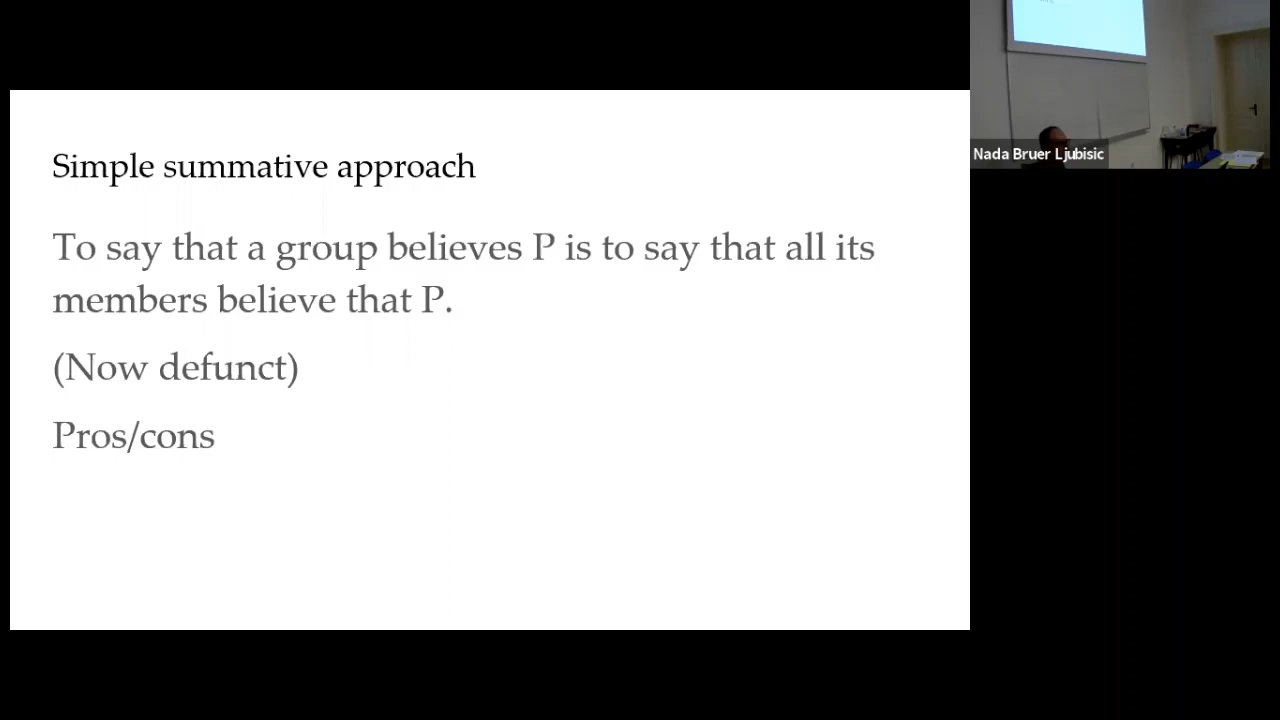 Simple summative approach
To say that a group believes P is to say that all its
members believe that P.
(Now defunct)
Pros/cons
Nada Bruer Ljubisic